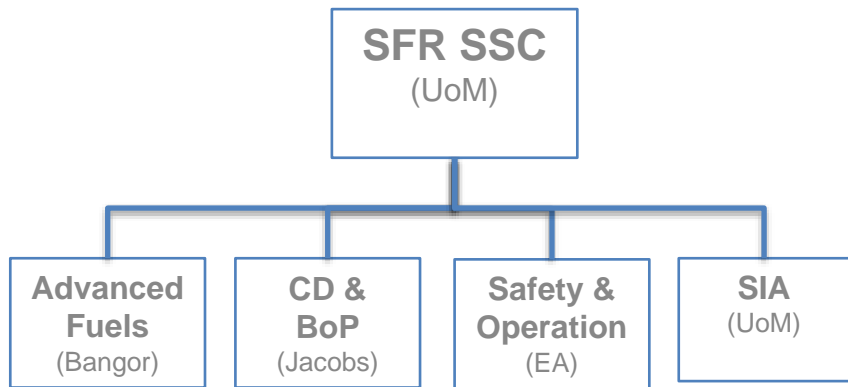 SFR SSC
(UoM)
Advanced
Fuels
(Bangor)
CD &
BoP
(Jacobs)
Safety &
Operation
(EA)
SIA
(UoM)